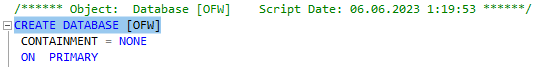 /****** Object:  Database [OFW]    Script Date: 06.06.2023 1:19:53 ******/
CREATE DATABASE [OFW]
 CONTAINMENT = NONE
 ON  PRIMARY